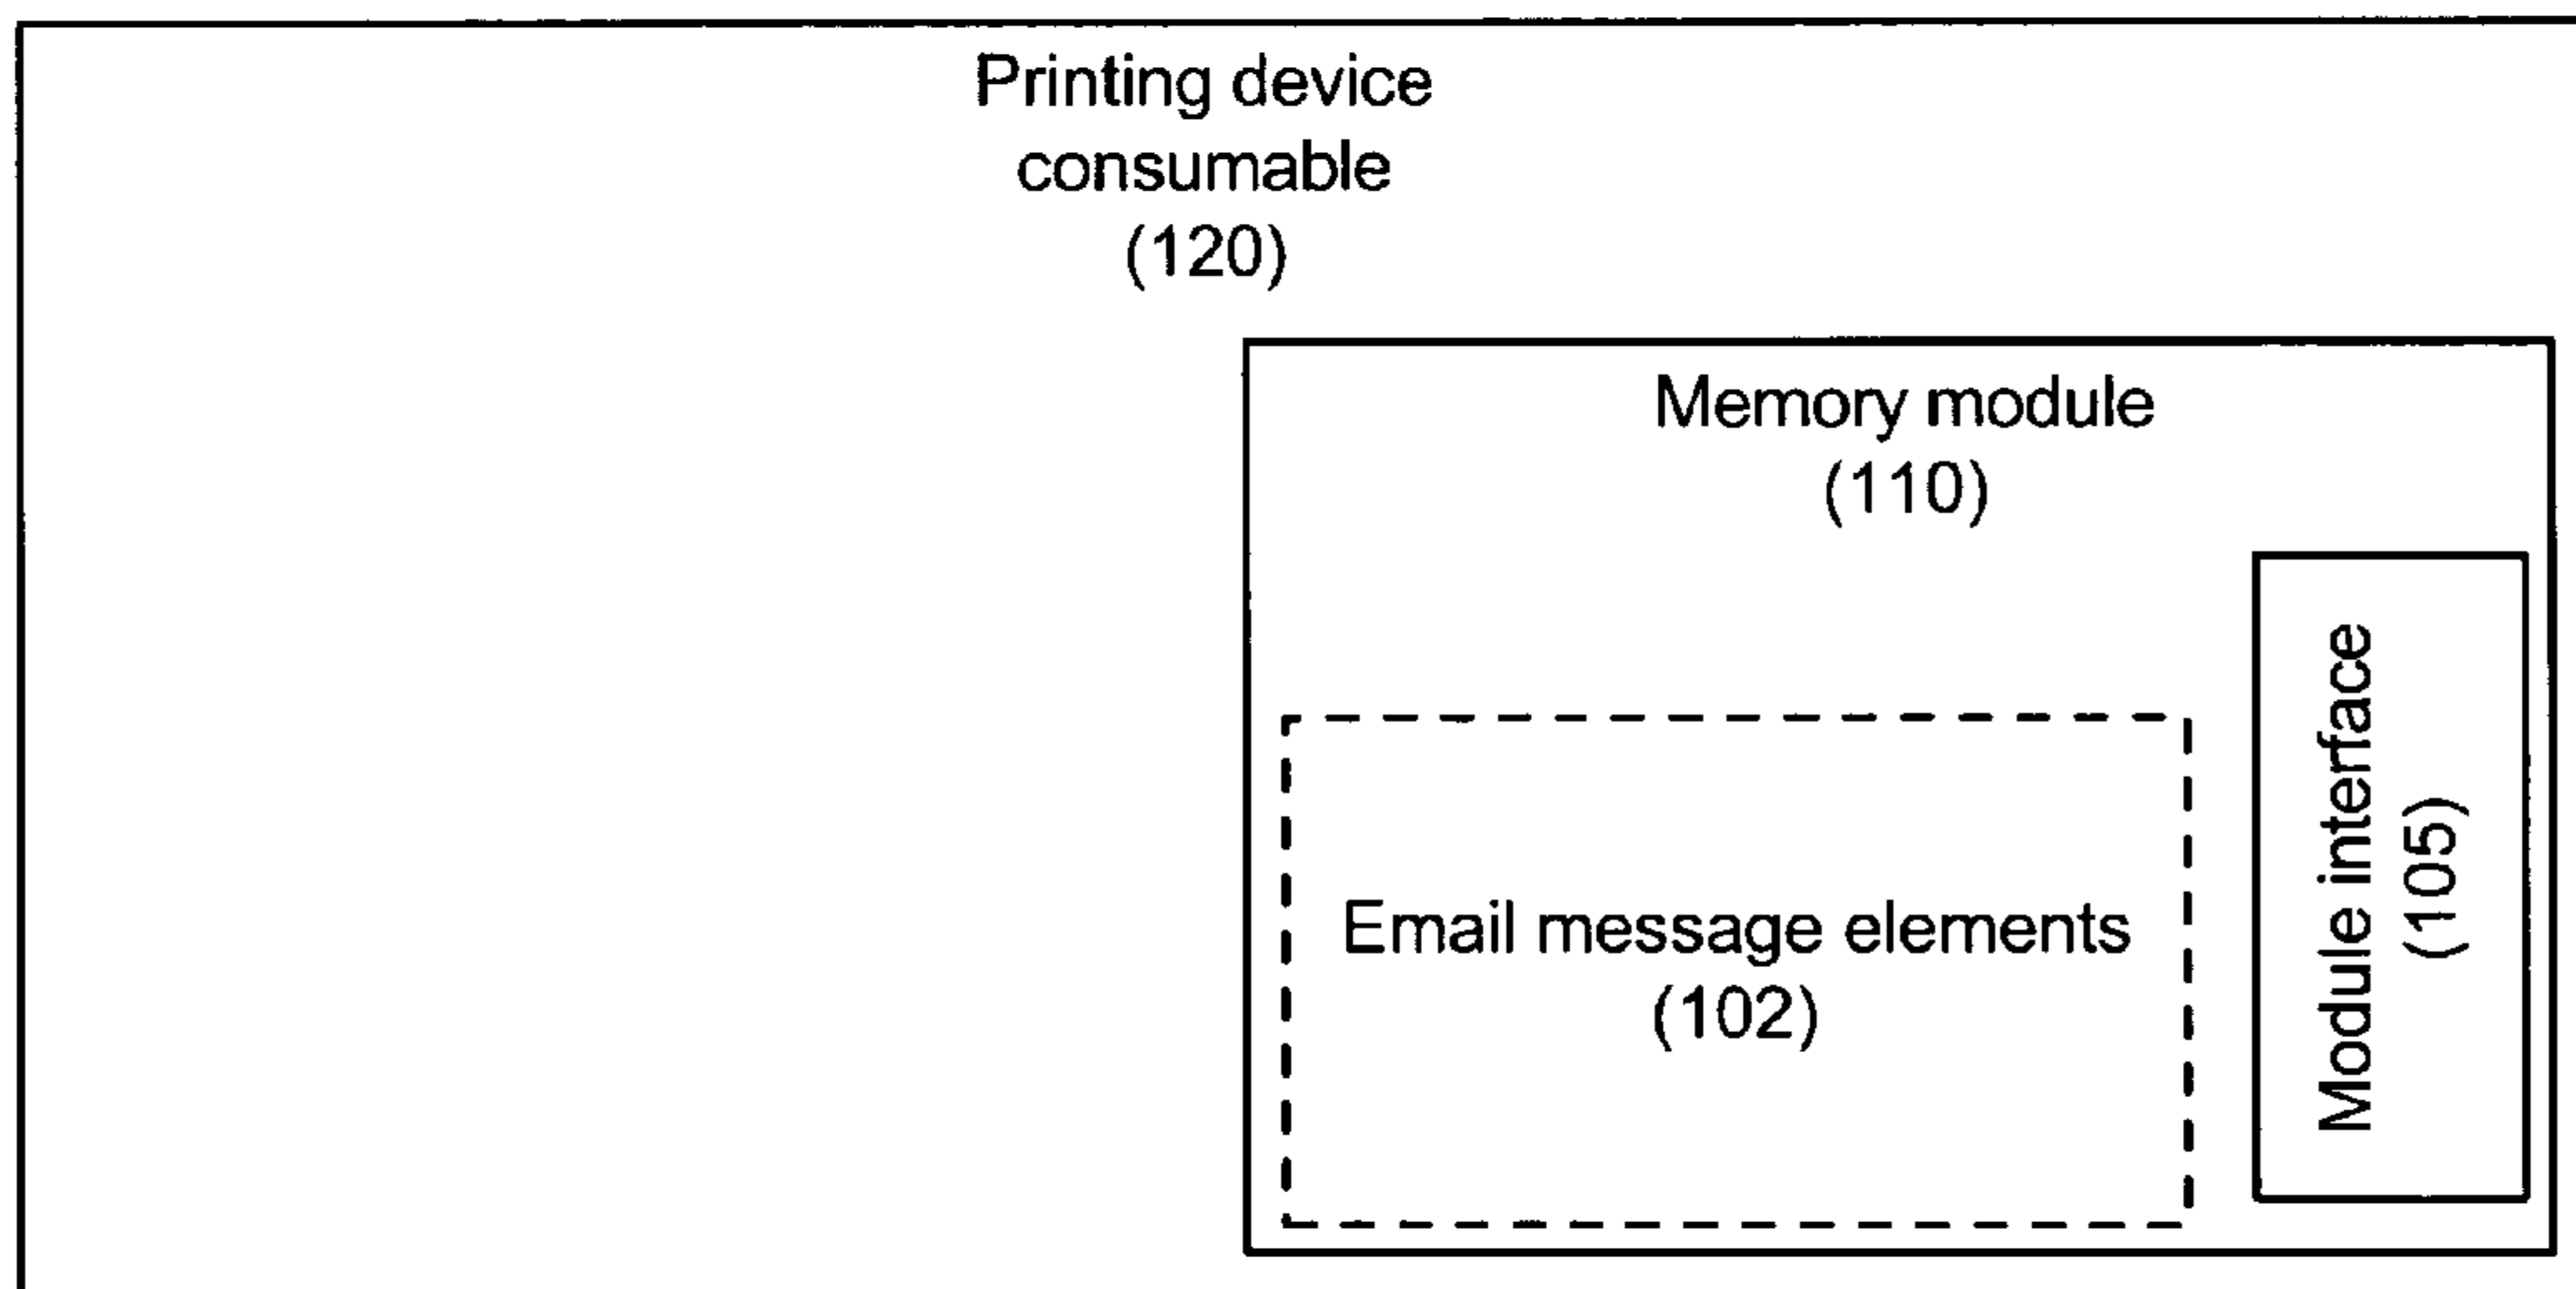 Printing device
consumable
(120)
Memory module
(110)
Email message elements
(102)
Module interface
(105)